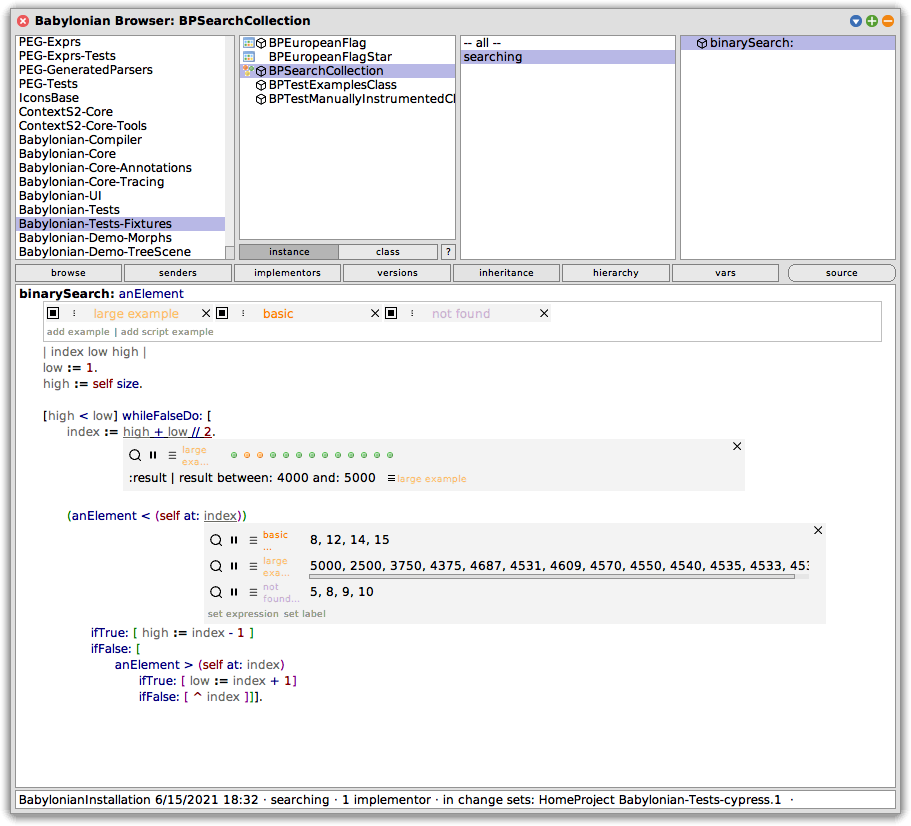 Babylonian Browser: BPSearchCollection
PEG-Exprs
PEG-Exprs-Tests
PEG-GeneratedParsers
PEG-Tests
IconsBase
ContextS2-Core
ContextS2-Core-Tools
Babylonian-Compiler
Babylonian-Core
Babylonian-Core-Annotations
Babylonian-Core-Tracing
Babylonian-UI
Babylonian-Tests
Babylonian-Tests-Fixtures
Babylonian-Demo-Morphs
Babylonian-Demo-TreeScene
BPEuropeanFlag
BPEuropeanFlagStar
BPSearchCollection
BPTestExamplesClass
BPTestManuallyInstrumentedCl
instance class ?
-- all --
searching
binarySearch:
browse senders implementors versions inheritance hierarchy vars source
binarySearch: anElement
large example basic not found
add example | add script example
| index low high |
low := 1.
high := self size.
[high < low] whileFalseDo: [
index := high + low // 2.
large
exa...
:result | result between: 4000 and: 5000 large example
(anElement < (self at: index))
basic
...
8, 12, 14, 15
large
exa...
5000, 2500, 3750, 4375, 4687, 4531, 4609, 4570, 4550, 4540, 4535, 4533, 453
not
found...
5, 8, 9, 10
set expression set label
ifTrue: [ high := index - 1 ]
ifFalse: [
anElement > (self at: index)
ifTrue: [ low := index + 1]
ifFalse: [ ^ index ]]].
BabylonianInstallation 6/15/2021 18:32 · searching · 1 implementor · in change sets: HomeProject Babylonian-Tests-cypress.1 ·